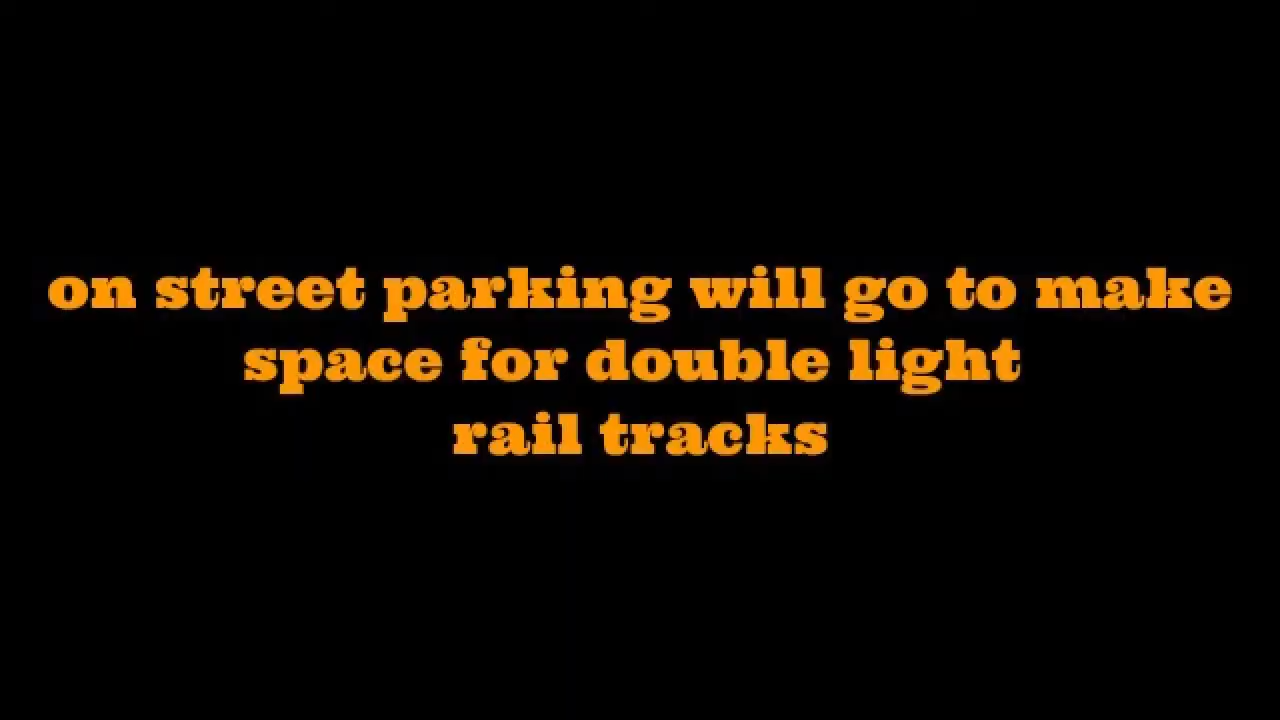 on street parking will go to make
space for double light
rail tracks